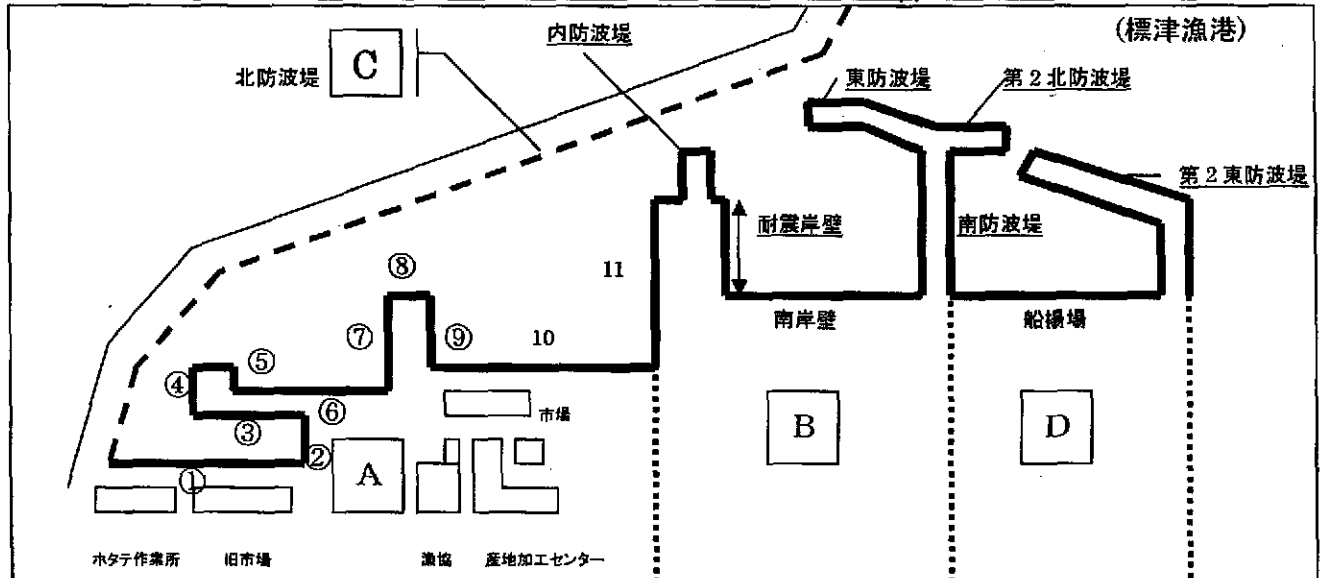 (標津漁港)
内防波堤
北防波堤
C
東防波堤
第2北防波堤
第2東防波堤
耐震岸壁
南防波堤
⑧
11
南岸壁
船揚場
⑦
⑨
10
⑤
④
⑥
市場
③
B
D
②
A
①
ホタテ作業所
旧市場
漁協
産地加工センター